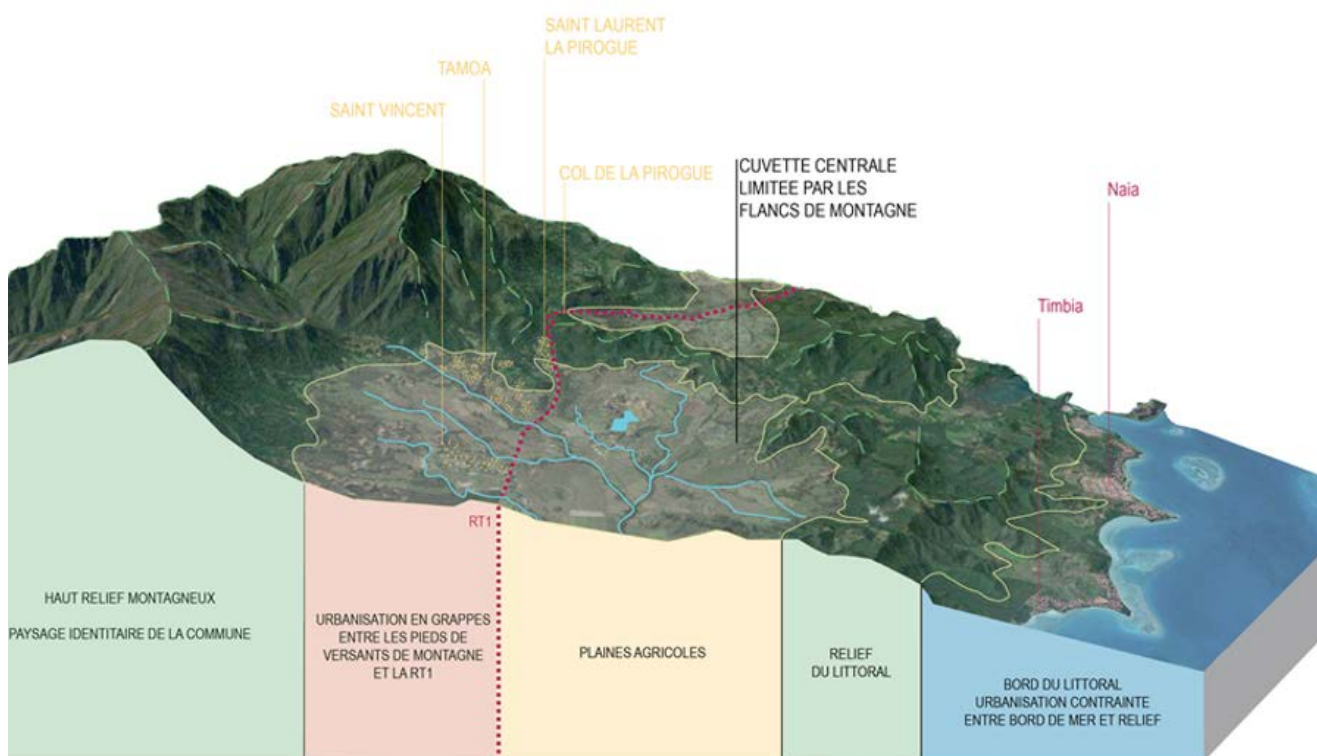 SAINT LAURENT
LA PIROGUE
TAMOA
SAINT VINCENT
COL DE LA PIROGUE
CUVETTE CENTRALE
LIMITEE PAR LES
FLANCS DE MONTAGNE
Naia
Timbia
RT1
HAUT RELIEF MONTAGNEUX
PAYSAGE IDENTITAIRE DE LA COMMUNE
URBANISATION EN GRAPPES
ENTRE LES PIEDS DE
VERSANTS DE MONTAGNE
ET LA RT1
PLAINES AGRICOLES
RELIEF
DU LITTORAL
BORD DU LITTORAL
URBANISATION CONTRAINTE
ENTRE BORD DE MER ET RELIEF